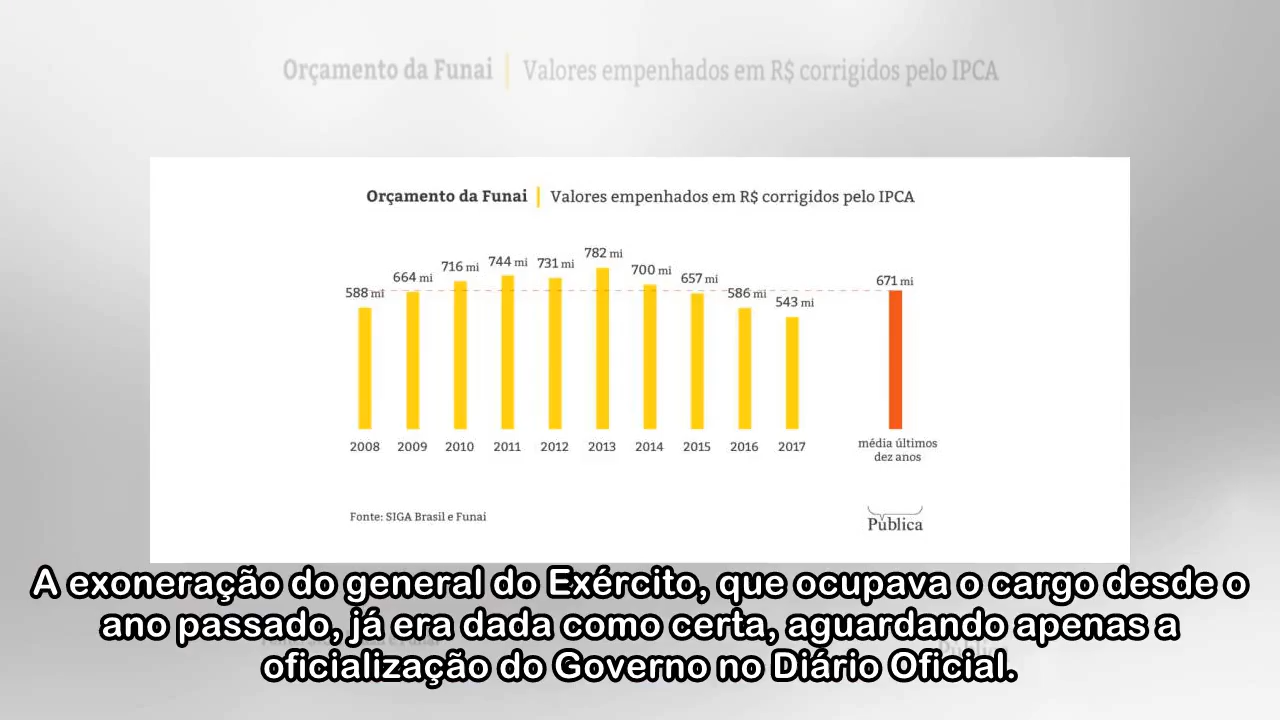 Orçamento da Funai | Valores empenhados em R$ corrigidos pelo IPCA
Orçamento da Funai | Valores empenhados em R$ corrigidos pelo IPCA
588 mi 664 mi 716 mi 744 mi 731 mi 782 mi 700 mi 657 mi 586 mi 543 mi 671 mi
2008 2009 2010 2011 2012 2013 2014 2015 2016 2017 média últimos
dez anos
Fonte: SIGA Brasil e Funai
Pública
A exoneração do general do Exército, que ocupava o cargo desde o
ano passado, já era dada como certa, aguardando apenas a
oficialização do Governo no Diário Oficial.